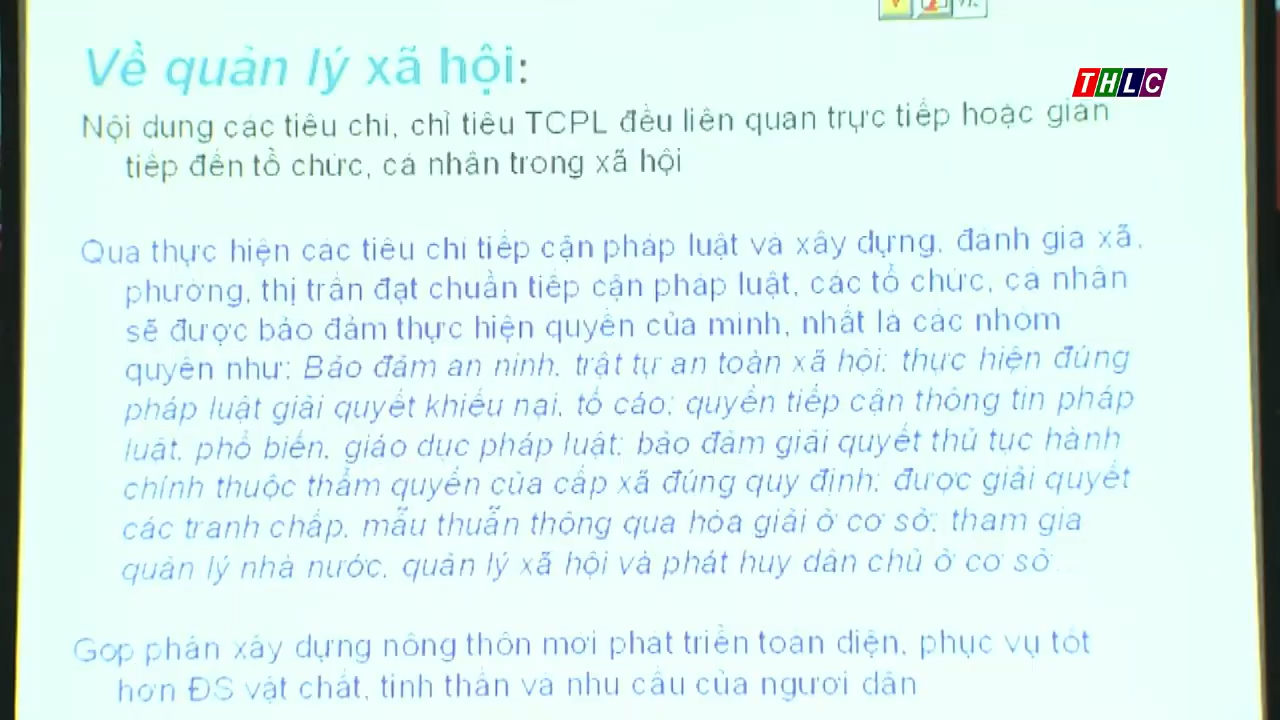 Về quản lý xã hội:
THLC
Nội dung các tiêu chí, chỉ tiêu TCPL đều liên quan trực tiếp hoặc gián
tiếp đến tổ chức, cá nhân trong xã hội
Qua thực hiện các tiêu chí tiếp cận pháp luật và xây dựng, đánh giá xã,
phường, thị trấn đạt chuẩn tiếp cận pháp luật, các tổ chức, cá nhân
sẽ được bảo đảm thực hiện quyền của mình, nhất là các nhóm
quyền như: Bảo đảm an ninh, trật tự an toàn xã hội; thực hiện đúng
pháp luật giải quyết khiếu nại, tố cáo; quyền tiếp cận thông tin pháp
luật, phổ biến, giáo dục pháp luật; bảo đảm giải quyết thủ tục hành
chính thuộc thẩm quyền của cấp xã đúng quy định; được giải quyết
các tranh chấp, mẫu thuẫn thông qua hòa giải ở cơ sở; tham gia
quản lý nhà nước, quản lý xã hội và phát huy dân chủ ở cơ sở...
Góp phần xây dựng nông thôn mới phát triển toàn diện, phục vụ tốt
hơn ĐS vật chất, tinh thần và nhu cầu của người dân